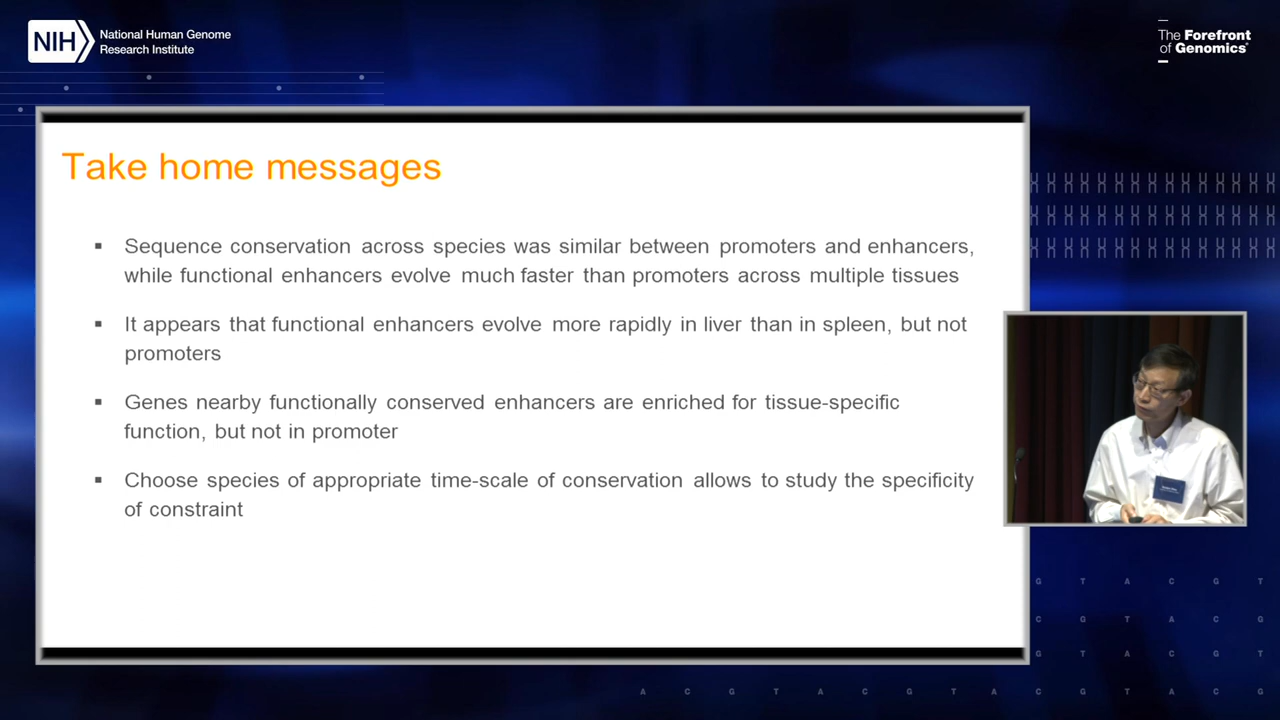 NIH
National Human Genome
Research Institute
The Forefront
of Genomics®
Take home messages
▪ Sequence conservation across species was similar between promoters and enhancers,
while functional enhancers evolve much faster than promoters across multiple tissues
▪ It appears that functional enhancers evolve more rapidly in liver than in spleen, but not
promoters
▪ Genes nearby functionally conserved enhancers are enriched for tissue-specific
function, but not in promoter
▪ Choose species of appropriate time-scale of conservation allows to study the specificity
of constraint
G T A C G T
C G T A C G
G T A C G T
A C G T A C G T A C G T A C G